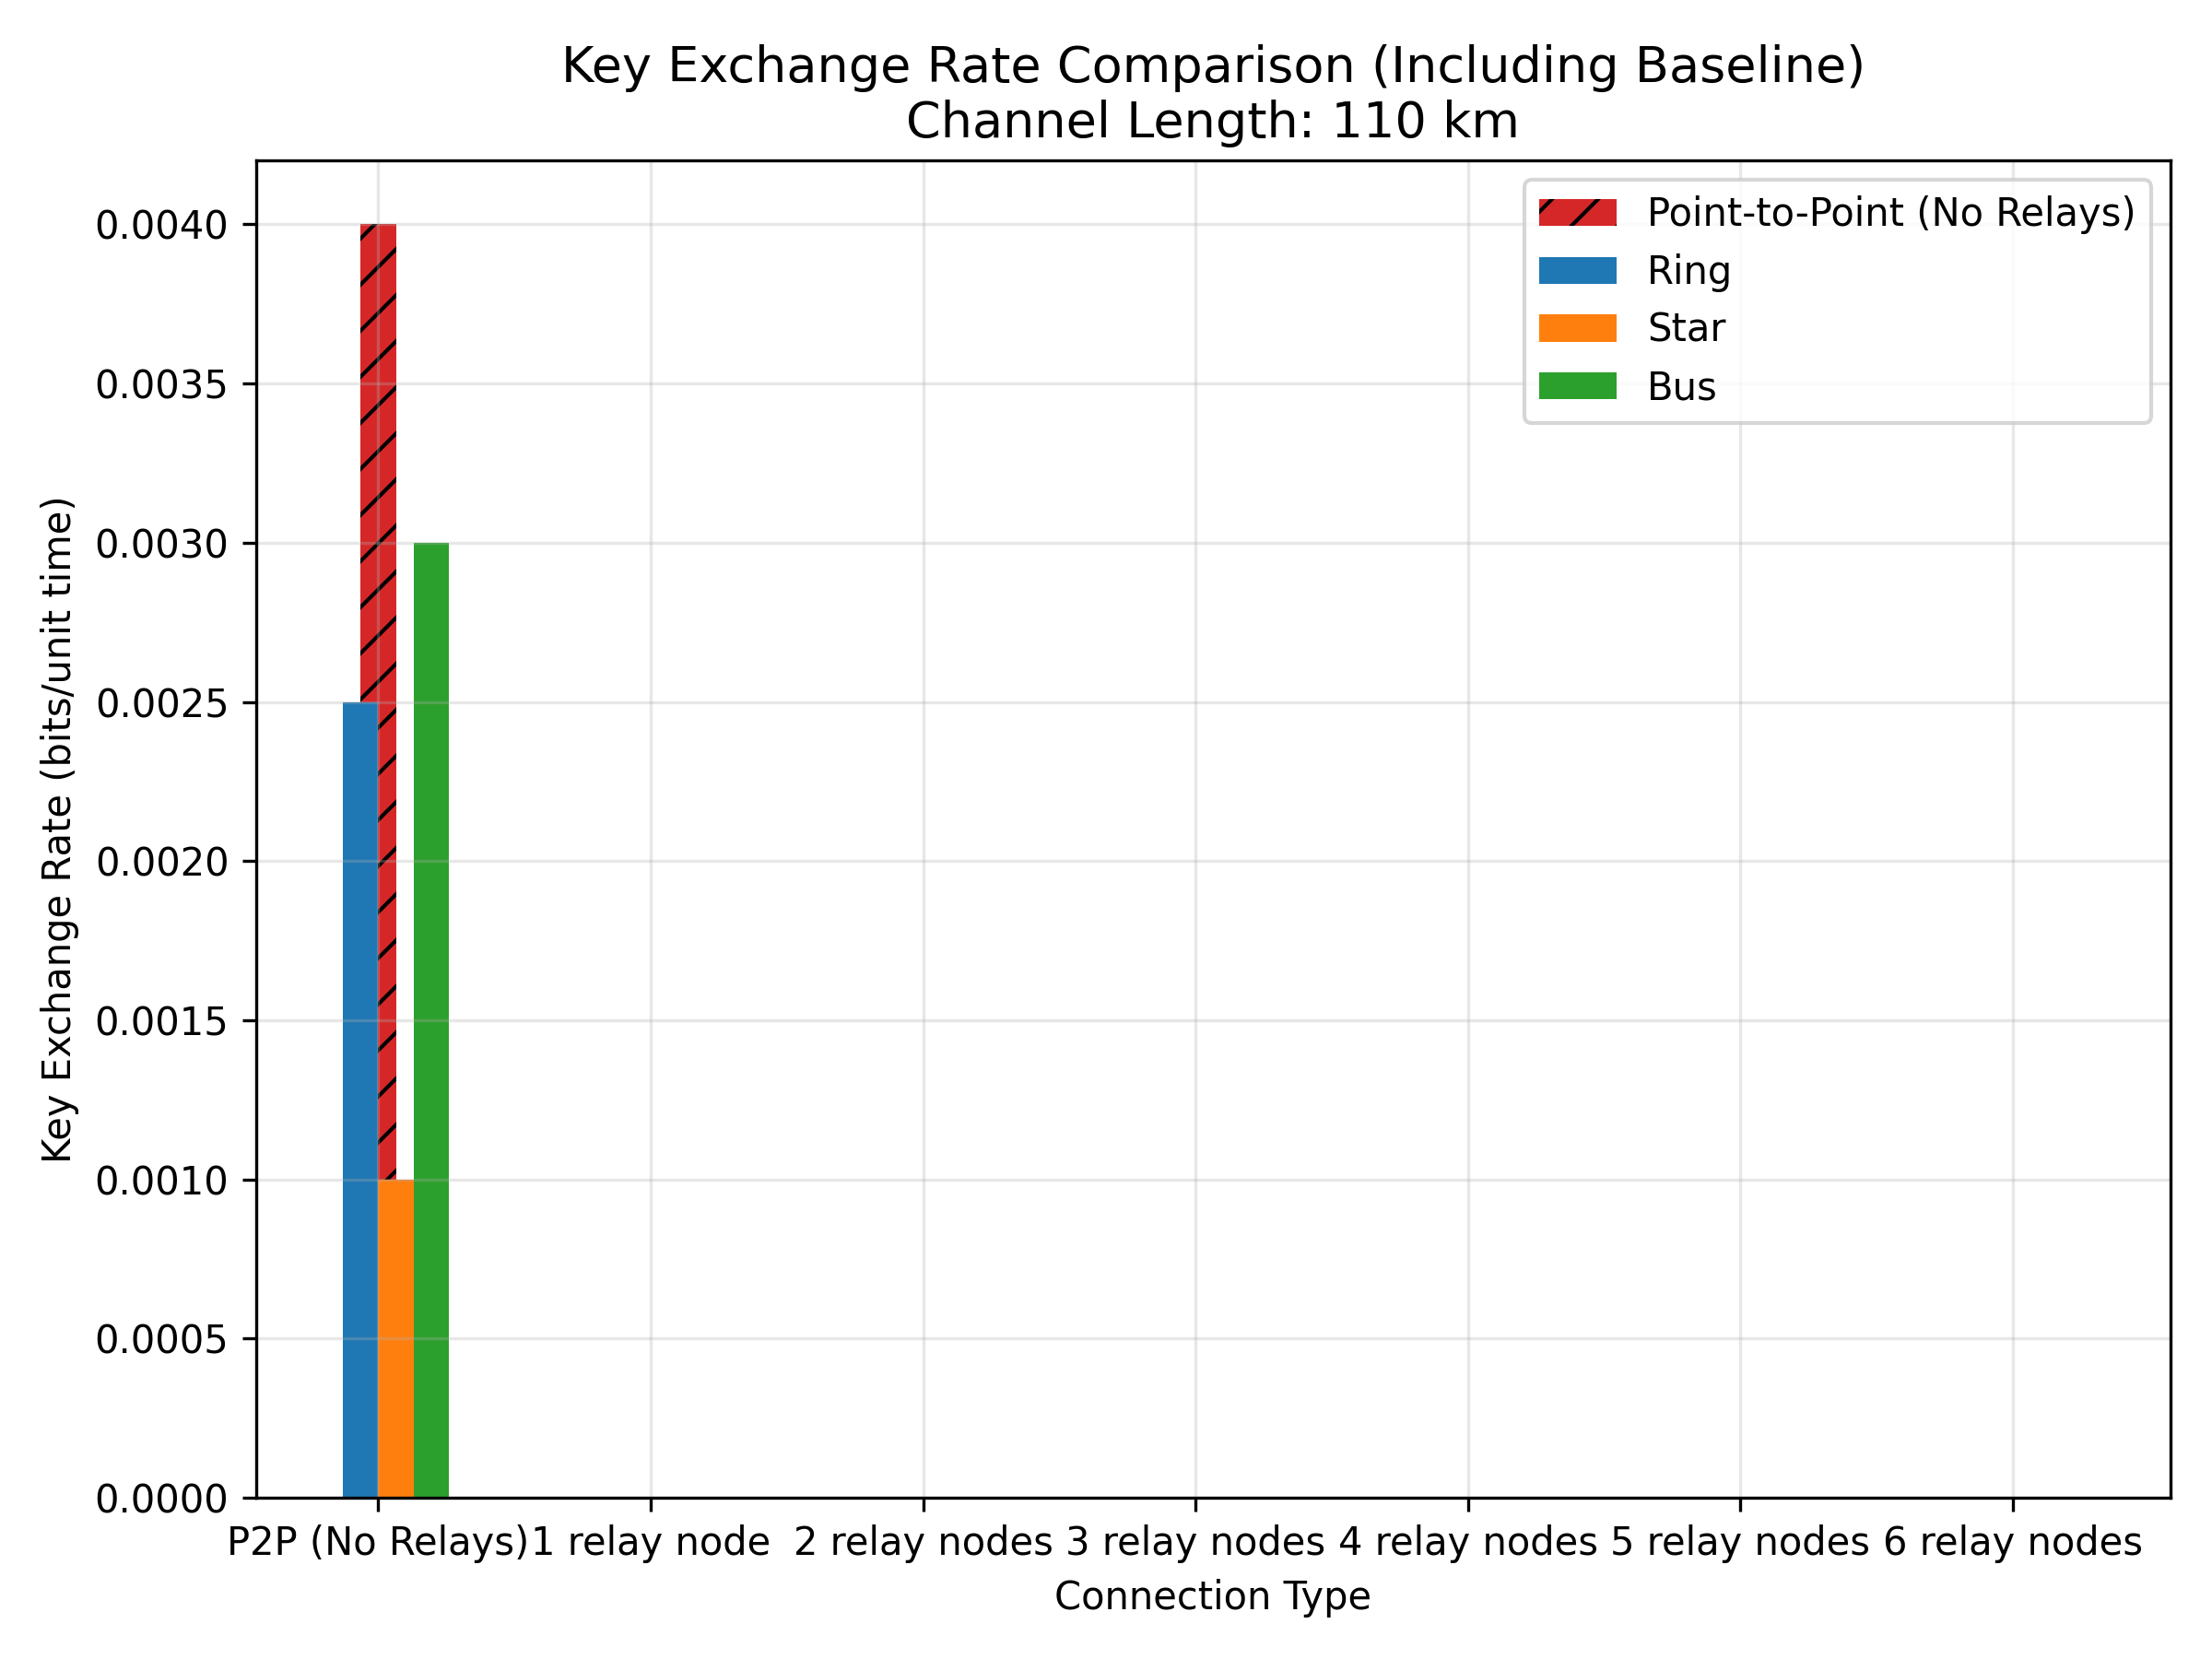 Key Exchange Rate Comparison (Including Baseline)
Channel Length: 110 km
Point-to-Point (No Relays)
Ring
Star
Bus
Key Exchange Rate (bits/unit time)
0.0040
0.0035
0.0030
0.0025
0.0020
0.0015
0.0010
0.0005
0.0000
P2P (No Relays) 1 relay node 2 relay nodes 3 relay nodes 4 relay nodes 5 relay nodes 6 relay nodes
Connection Type